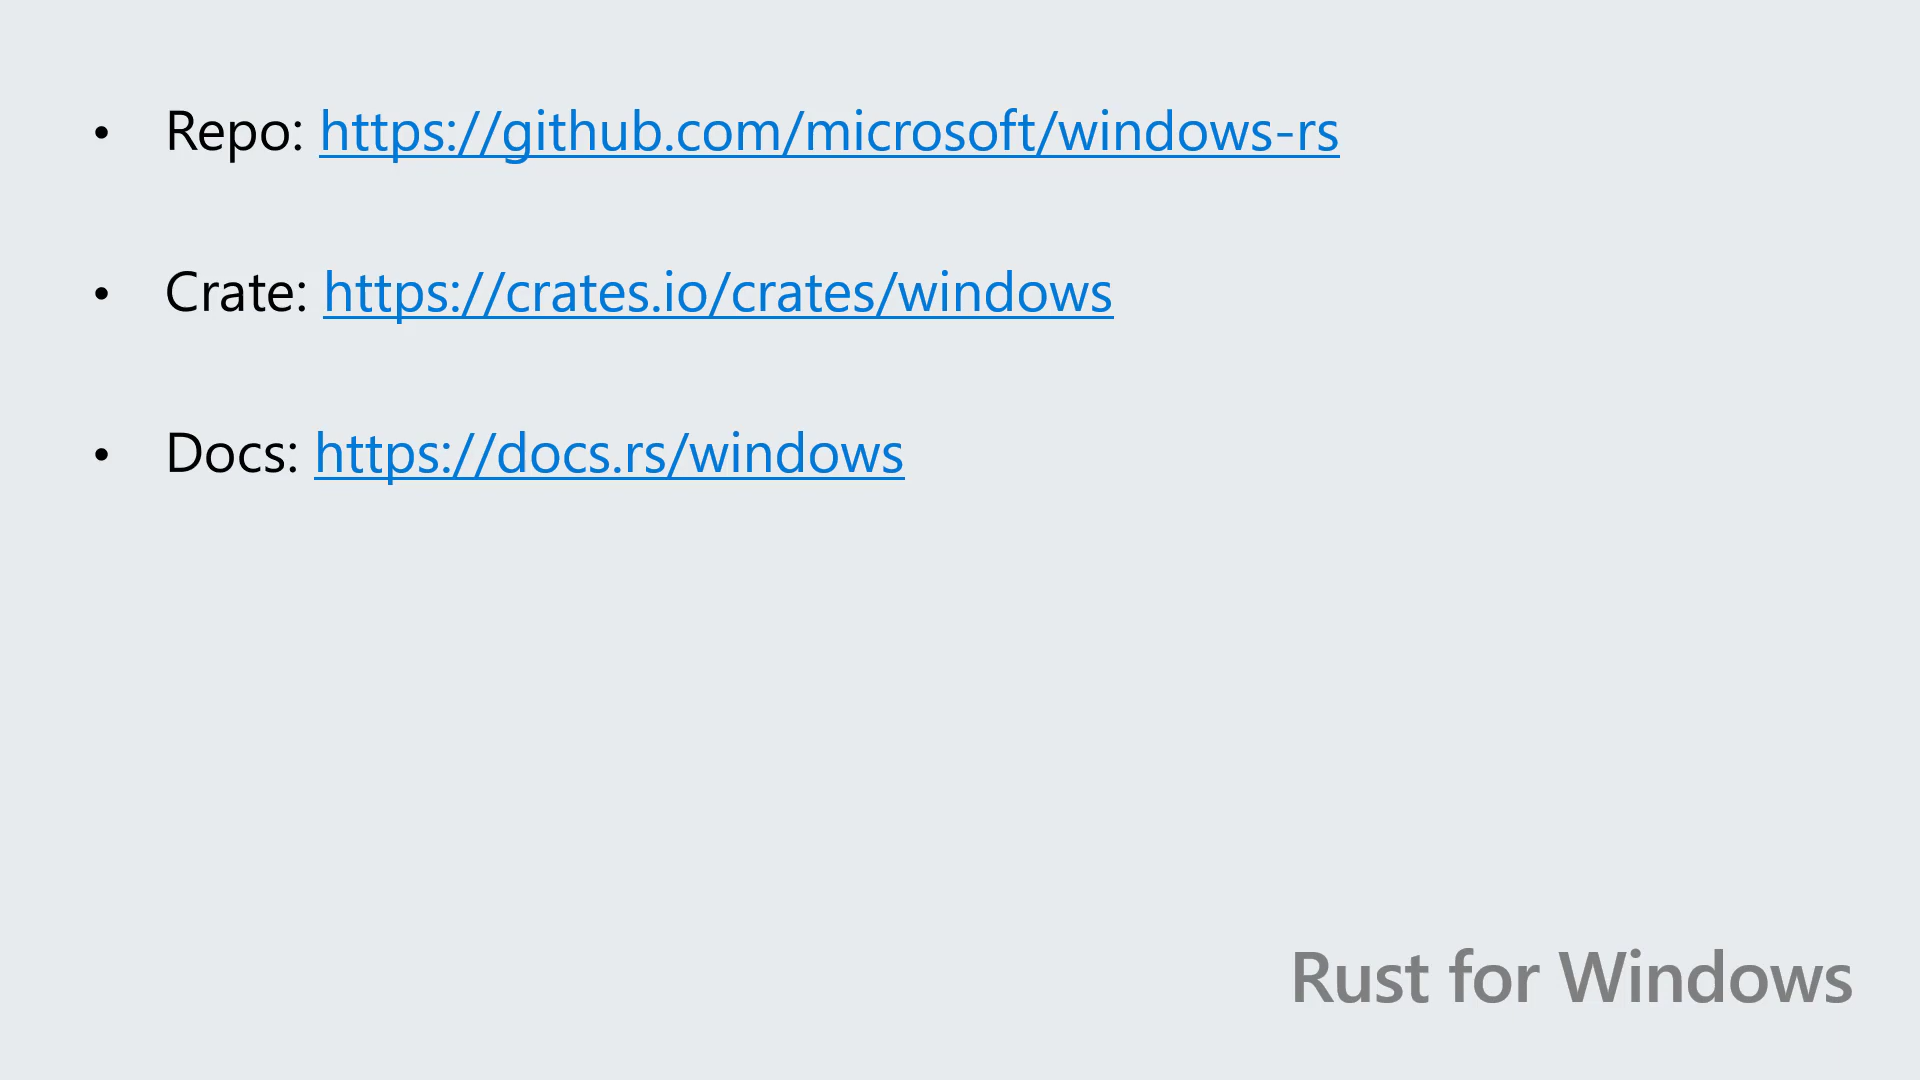 • Repo: https://github.com/microsoft/windows-rs
• Crate: https://crates.io/crates/windows
• Docs: https://docs.rs/windows
Rust for Windows